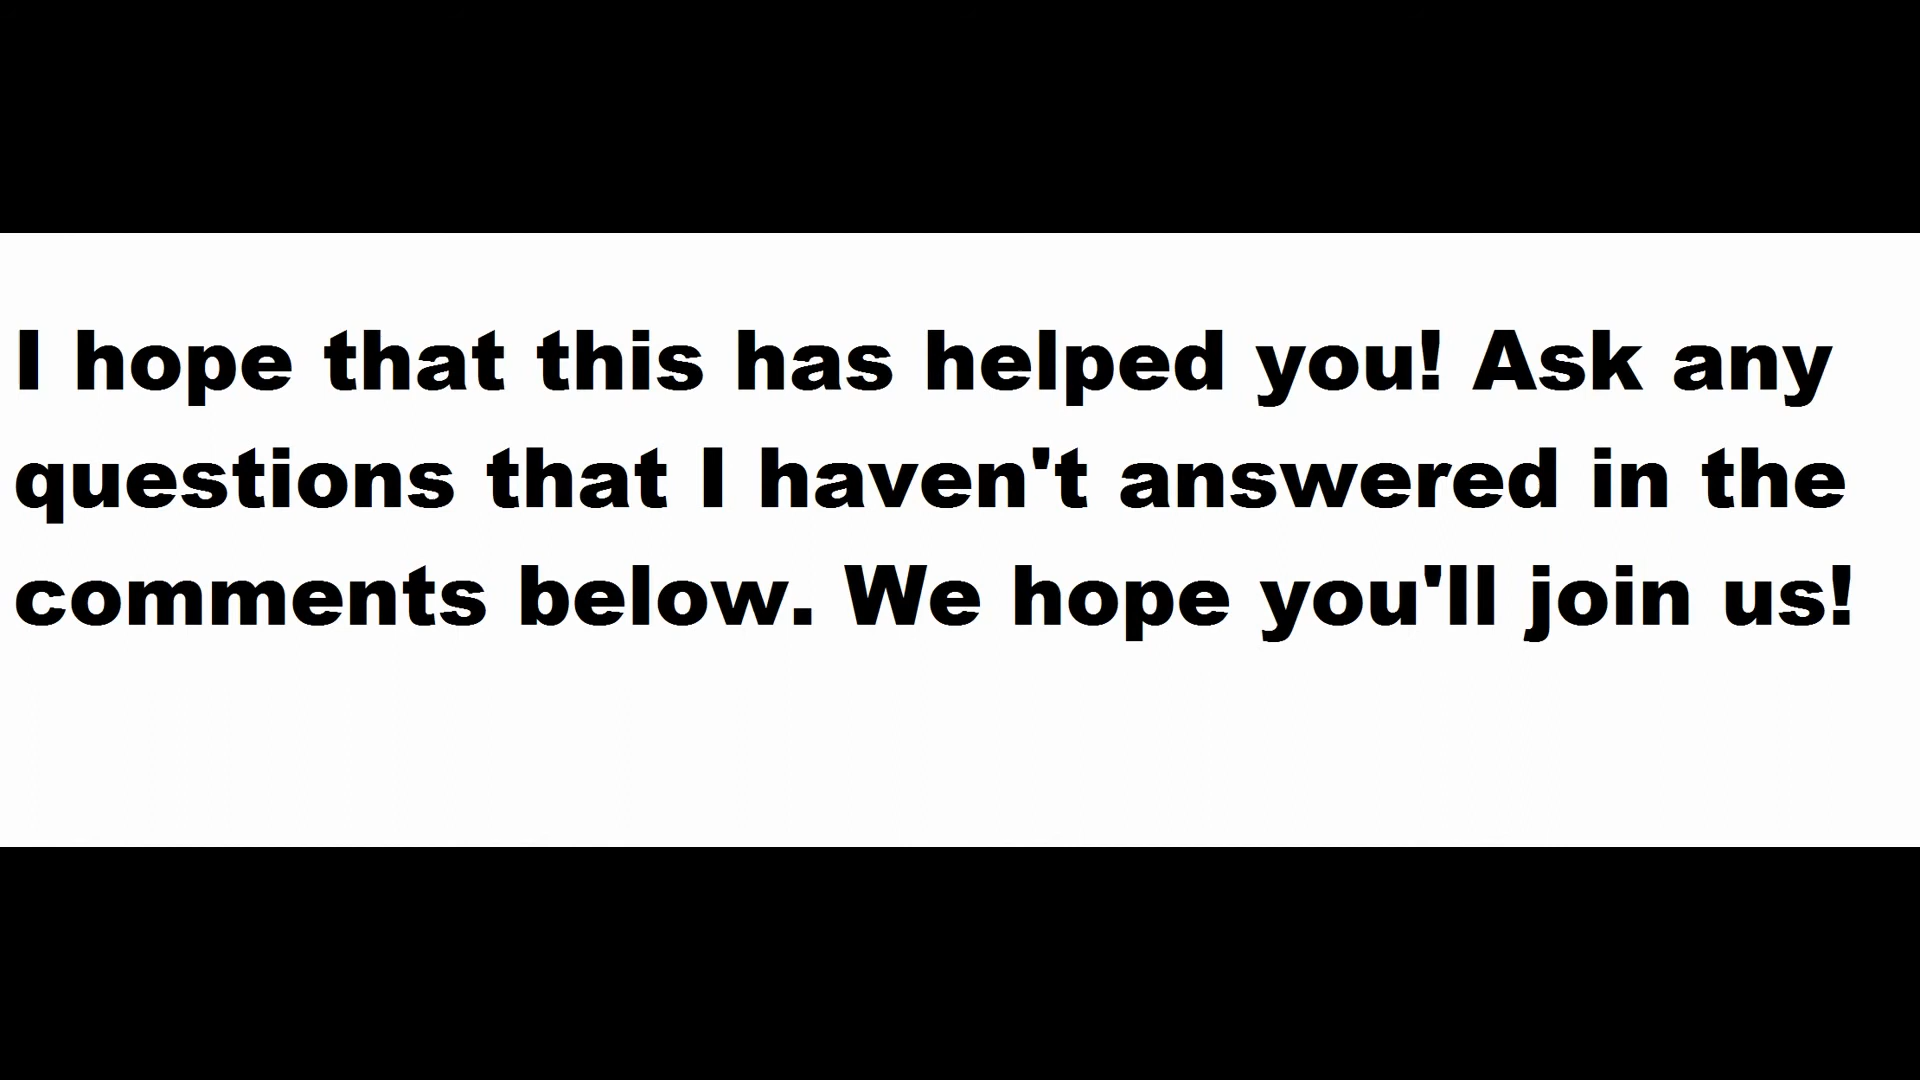 I hope that this has helped you! Ask any
questions that I haven't answered in the
comments below. We hope you'll join us!